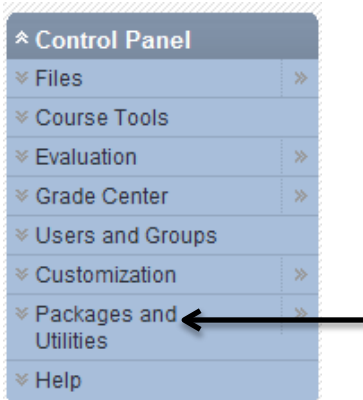 Control Panel
Files
Course Tools
Evaluation
Grade Center
Users and Groups
Customization
Packages and
Utilities
Help